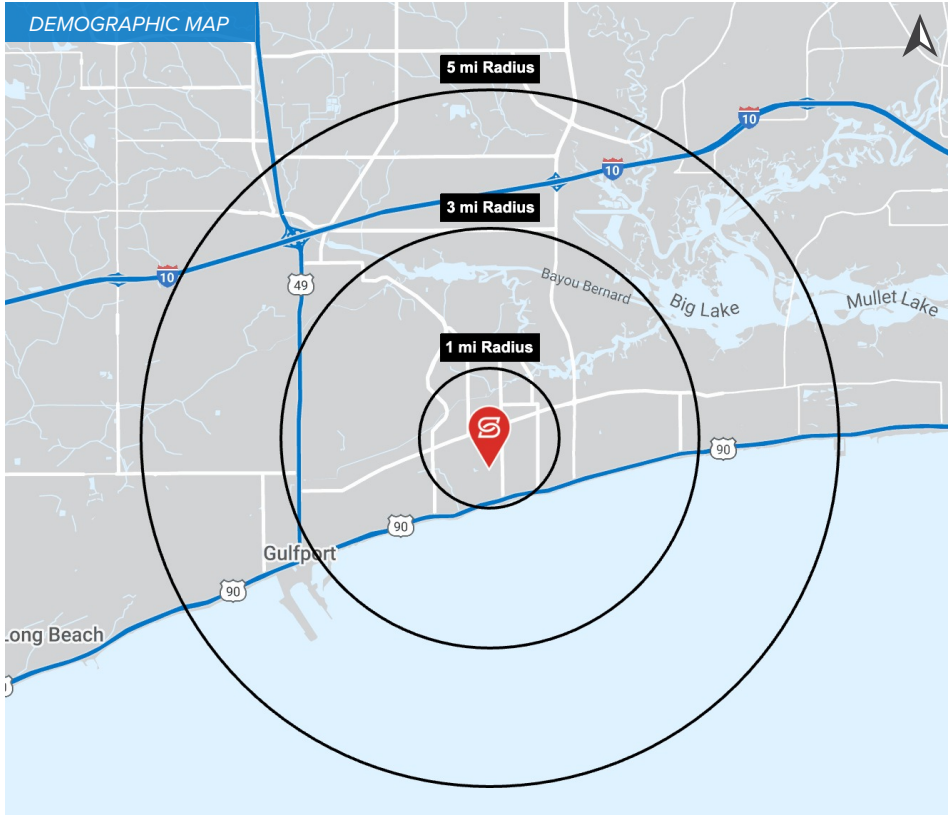 DEMOGRAPHIC MAP
5 mi Radius
10
10
3 mi Radius
10
49
Bayou Bernard
Big Lake
Mullet Lake
1 mi Radius
90
90
Gulfport
90
Long Beach